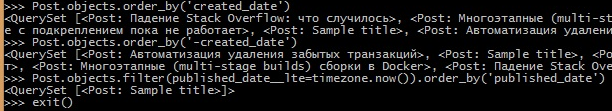 >>> Post.objects.order_by('created_date')
<QuerySet [<Post: Падение Stack Overflow: что случилось>, <Post: Многоэтапные (multi-st
е с подкреплением пока не работает>, <Post: Sample title>, <Post: Автоматизация удалени
>>> Post.objects.order_by('-created_date')
<QuerySet [<Post: Автоматизация удаления забытых транзакций>, <Post: Sample title>, <Po
т>, <Post: Многоэтапные (multi-stage builds) сборки в Docker>, <Post: Падение Stack Ove
>>> Post.objects.filter(published_date__lte=timezone.now()).order_by('published_date')
<QuerySet [<Post: Sample title>]>
>>> exit()